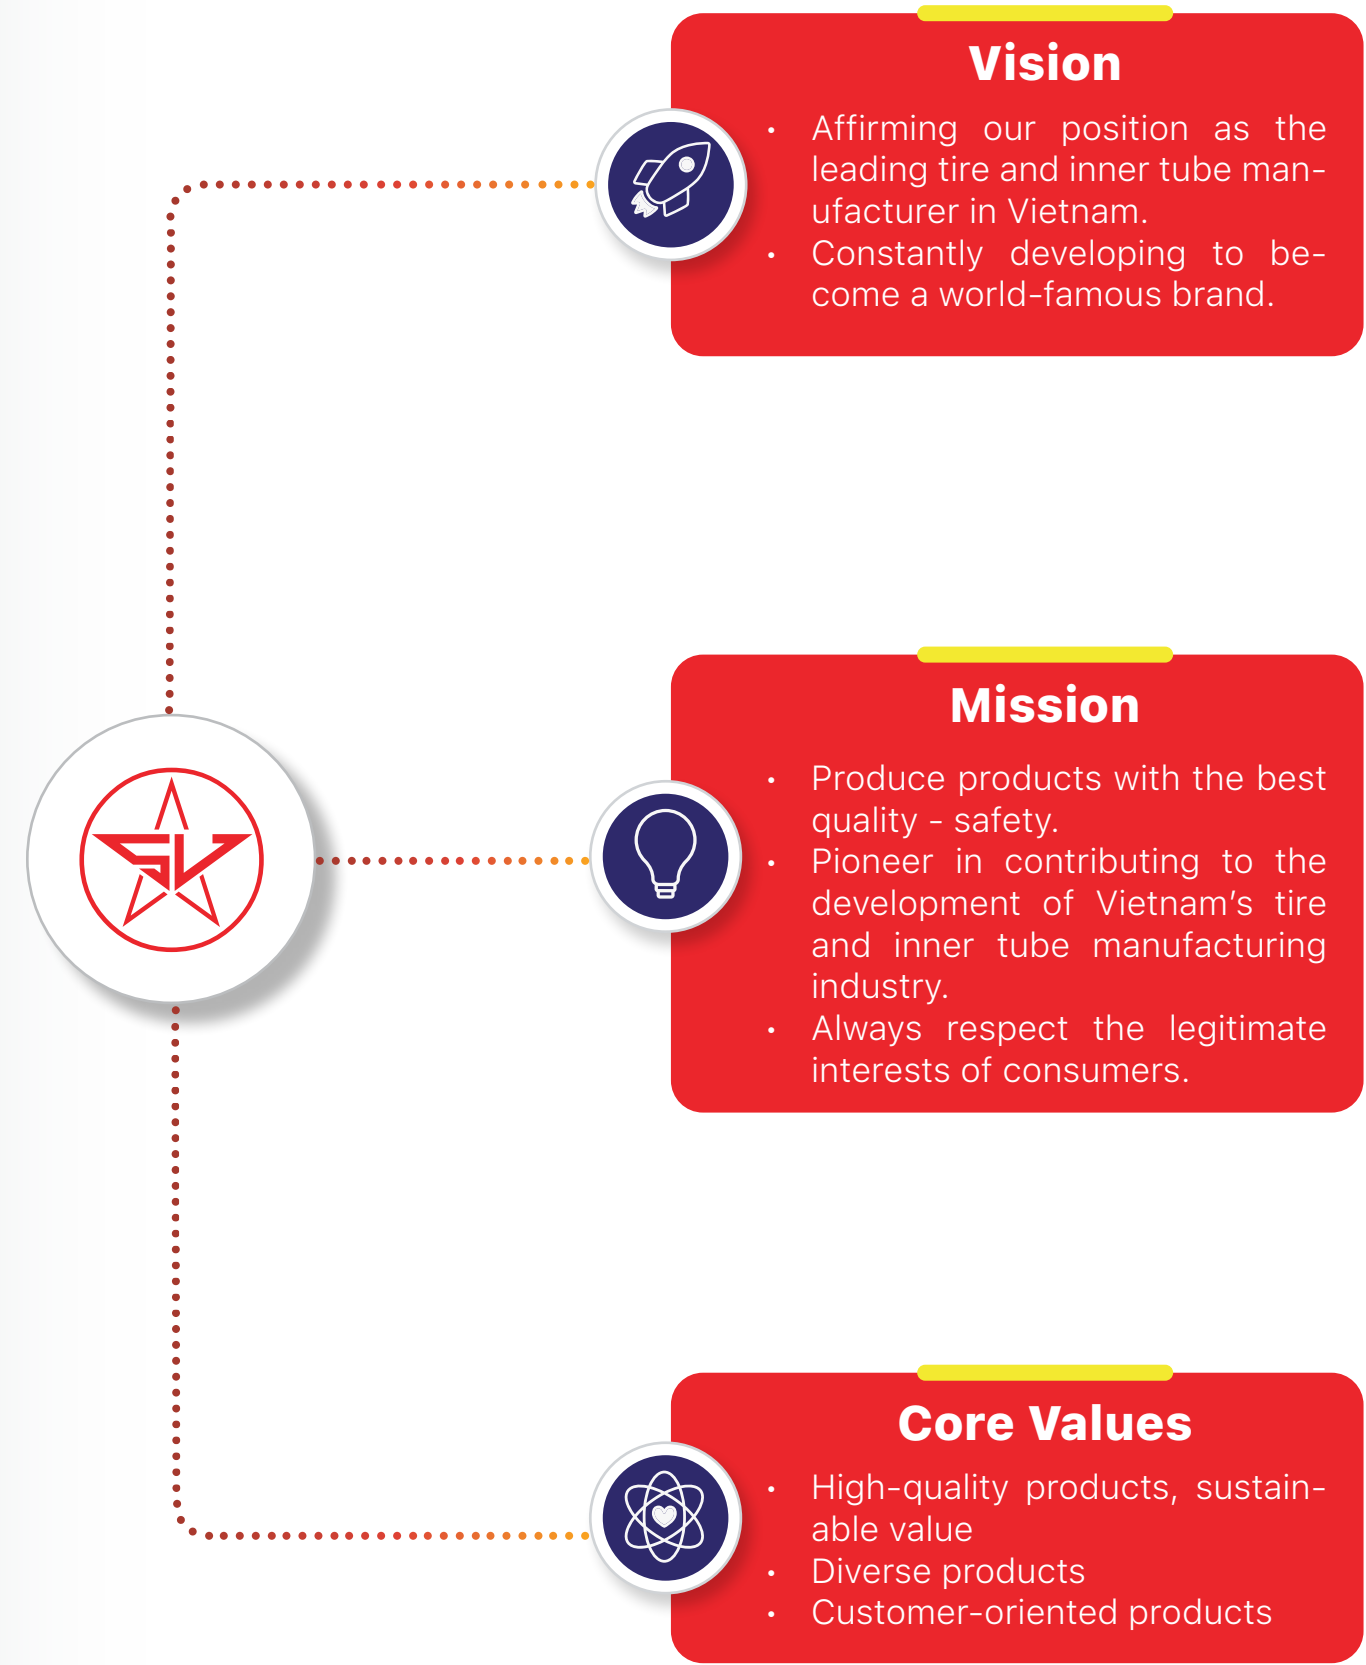 Vision
• Affirming our position as the
leading tire and inner tube man-
ufacturer in Vietnam.
• Constantly developing to be-
come a world-famous brand.
Mission
• Produce products with the best
quality - safety.
• Pioneer in contributing to the
development of Vietnam's tire
and inner tube manufacturing
industry.
• Always respect the legitimate
interests of consumers.
Core Values
• High-quality products, sustain-
able value
• Diverse products
• Customer-oriented products